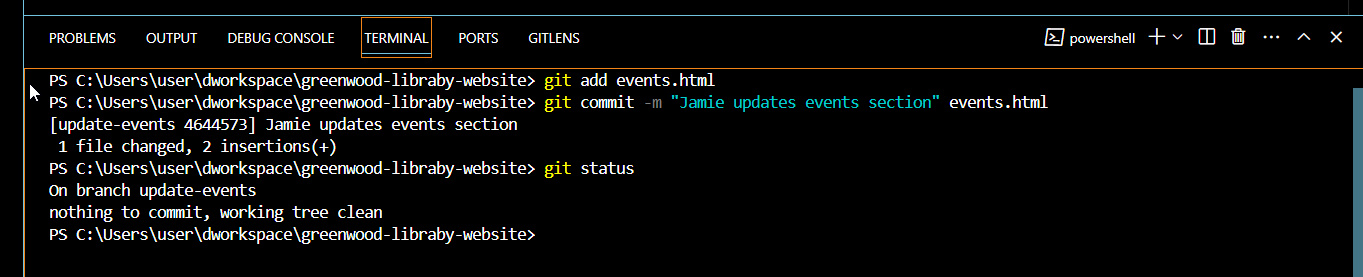 PROBLEMS OUTPUT DEBUG CONSOLE TERMINAL PORTS GITLENS powershell
PS C:\Users\user\dworkspace\greenwood-libraby-website> git add events.html
PS C:\Users\user\dworkspace\greenwood-libraby-website> git commit -m "Jamie updates events section" events.html
[update-events 4644573] Jamie updates events section
 1 file changed, 2 insertions(+)
PS C:\Users\user\dworkspace\greenwood-libraby-website> git status
On branch update-events
nothing to commit, working tree clean
PS C:\Users\user\dworkspace\greenwood-libraby-website>